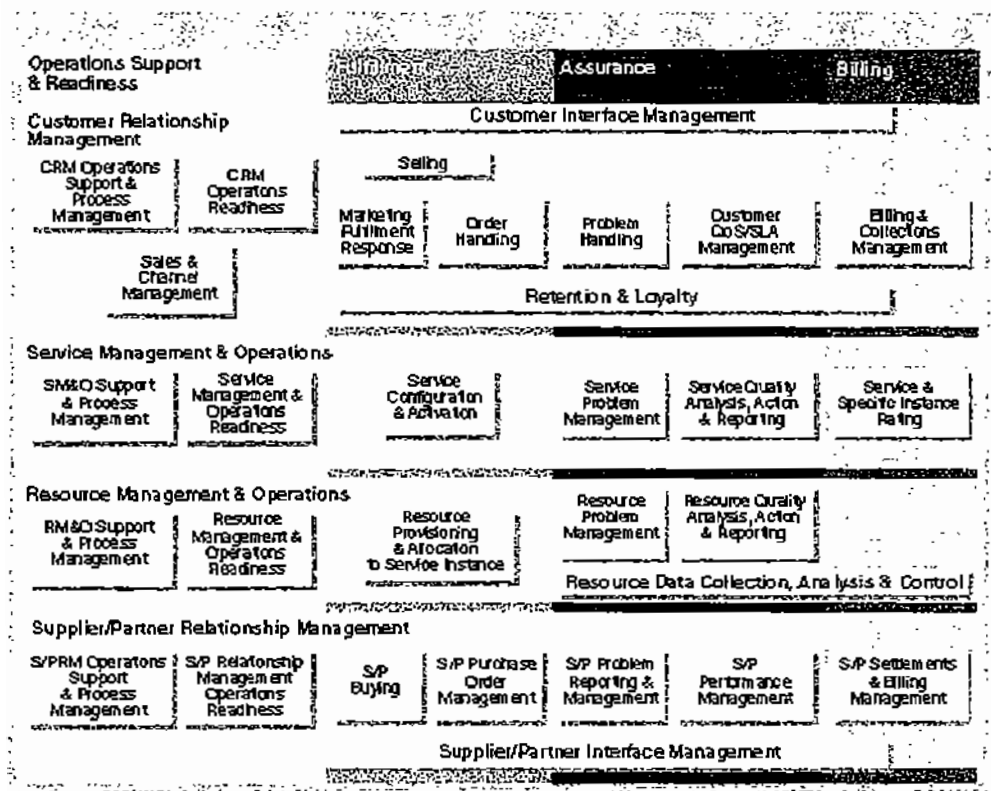 Operations Support
& Readiness
Fulfillment
Assurance
Billing
Customer Relationship
Management
Customer Interface Management
CRM Operations
Support &
Process
Management
CRM
Operations
Readiness
Selling
Marketing
Fulfillment
Response
Order
Handling
Problem
Handling
Customer
QoS/SLA
Management
Billing &
Collections
Management
Sales &
Channel
Management
Retention & Loyalty
Service Management & Operations
SM&O Support
& Process
Management
Service
Management &
Operations
Readiness
Service
Configuration
& Activation
Service
Problem
Management
Service Quality
Analysis, Action
& Reporting
Service &
Specific Instance
Rating
Resource Management & Operations
RM&O Support
& Process
Management
Resource
Management &
Operations
Readiness
Resource
Provisioning
& Allocation
to Service Instance
Resource
Problem
Management
Resource Quality
Analysis, Action
& Reporting
Resource Data Collection, Analysis & Control
Supplier/Partner Relationship Management
S/PRM Operations
Support
& Process
Management
S/P Relationship
Management
Operations
Readiness
S/P
Buying
S/P Purchase
Order
Management
S/P Problem
Reporting &
Management
S/P
Performance
Management
S/P Settlements
& Billing
Management
Supplier/Partner Interface Management